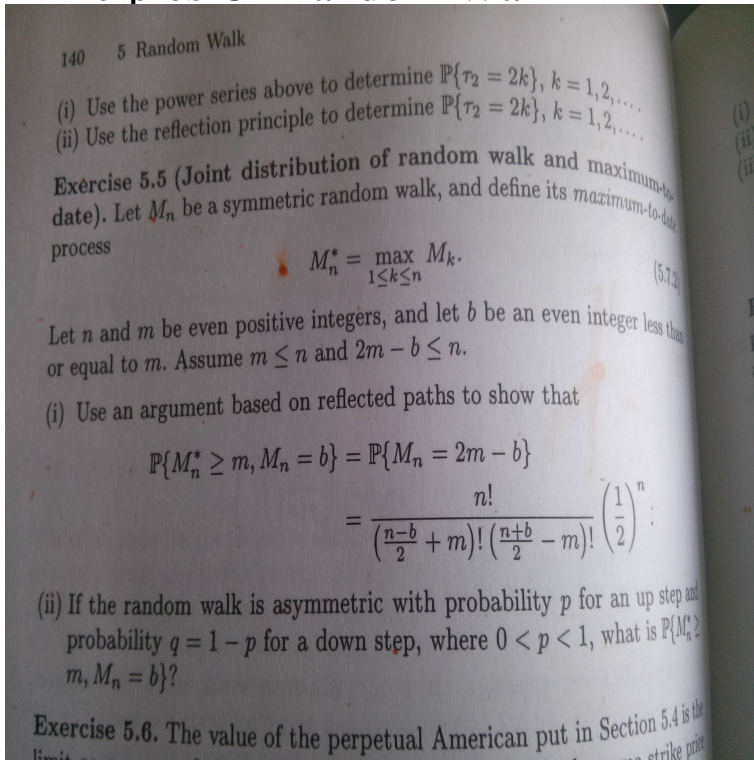 140 5 Random Walk
(i) Use the power series above to determine ℙ{τ₂ = 2k}, k = 1, 2, ....
(ii) Use the reflection principle to determine ℙ{τ₂ = 2k}, k = 1, 2, ....
Exercise 5.5 (Joint distribution of random walk and maximum-to-
date). Let Mₙ be a symmetric random walk, and define its maximum-to-date
process
M*ₙ = max_{1≤k≤n} Mₖ. (5.7.2)
Let n and m be even positive integers, and let b be an even integer less than
or equal to m. Assume m ≤ n and 2m − b ≤ n.
(i) Use an argument based on reflected paths to show that
ℙ{M*ₙ ≥ m, Mₙ = b} = ℙ{Mₙ = 2m − b}
= n! / ((n−b)/2 + m)! ((n+b)/2 − m)! (1/2)ⁿ :
(ii) If the random walk is asymmetric with probability p for an up step and
probability q = 1 − p for a down step, where 0 < p < 1, what is ℙ{M*ₙ ≥
m, Mₙ = b}?
Exercise 5.6. The value of the perpetual American put in Section 5.4 is the
strike price